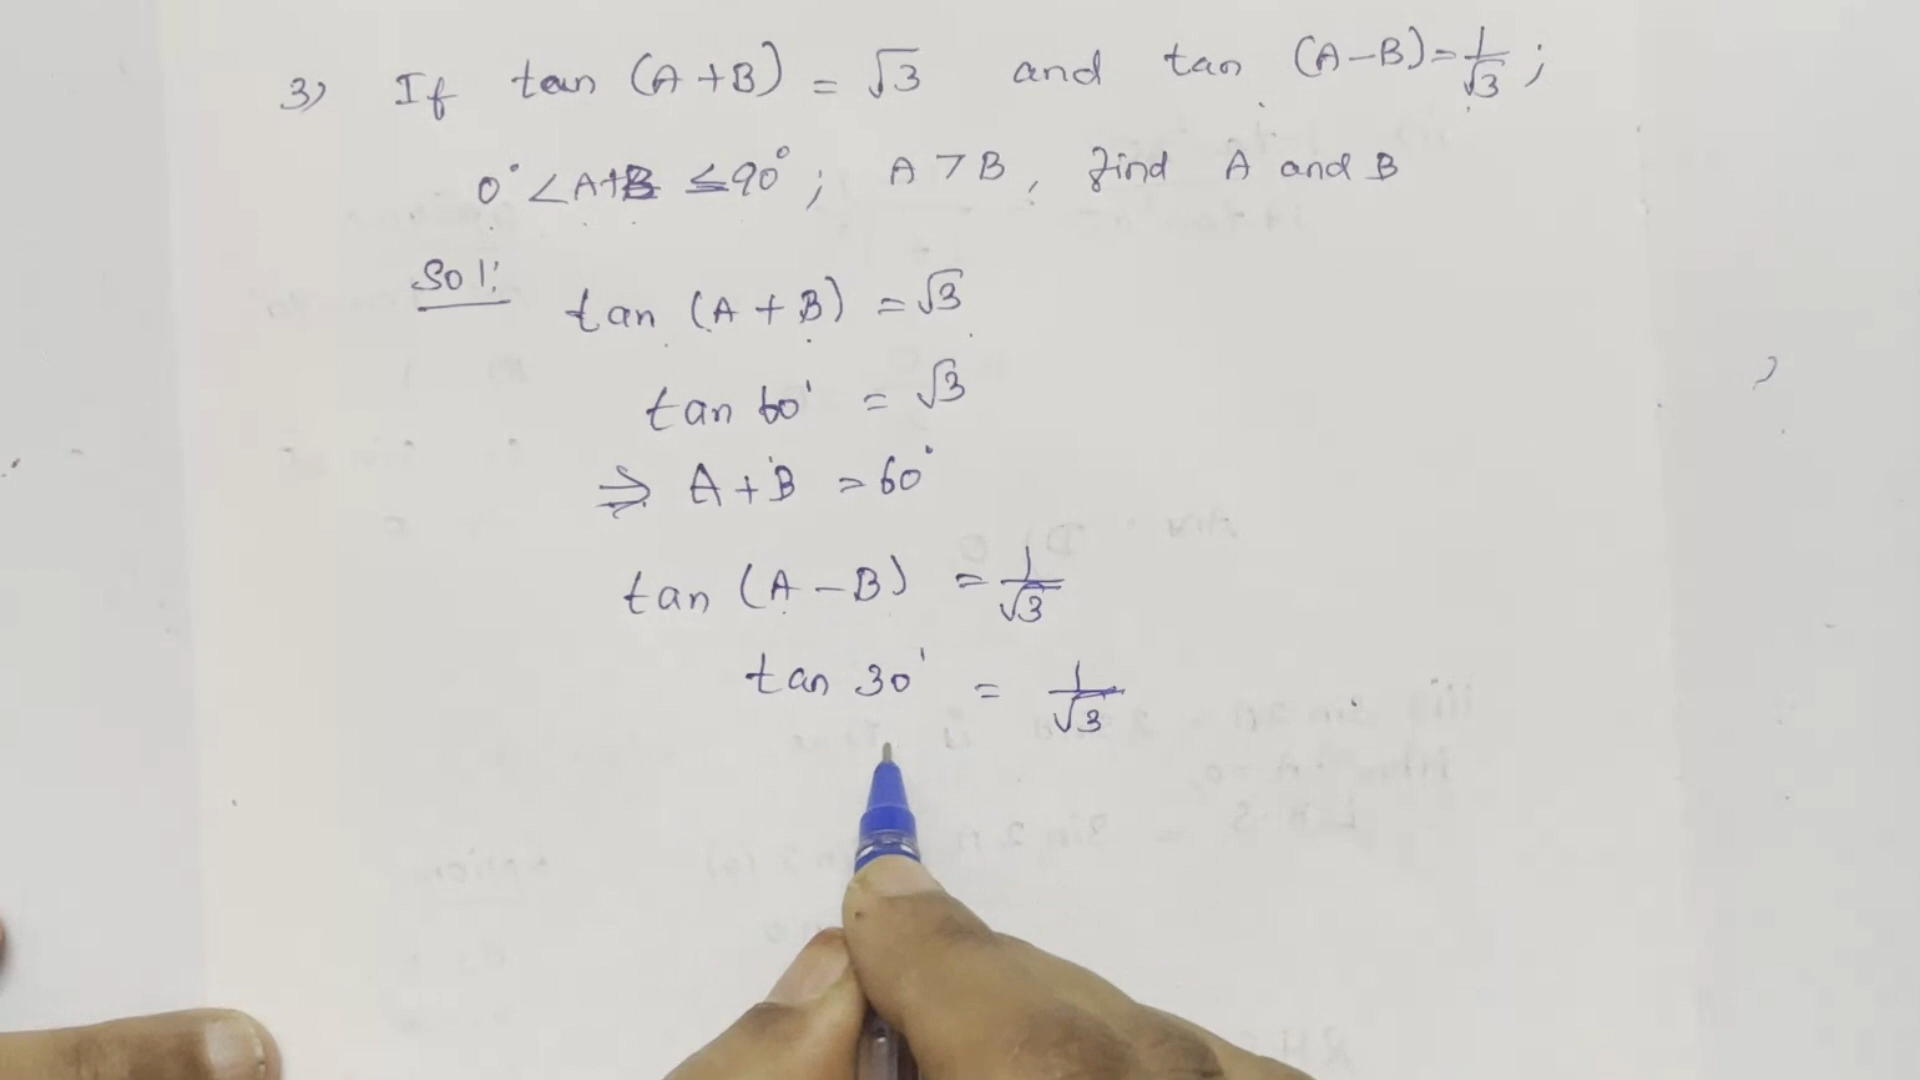 3) If tan (A+B) = √3 and tan (A-B) = 1/√3 ;
0° < A+B ≤ 90° ; A > B, find A and B
Sol:
tan (A+B) = √3
tan 60° = √3
⇒ A+B = 60°
tan (A-B) = 1/√3
tan 30° = 1/√3